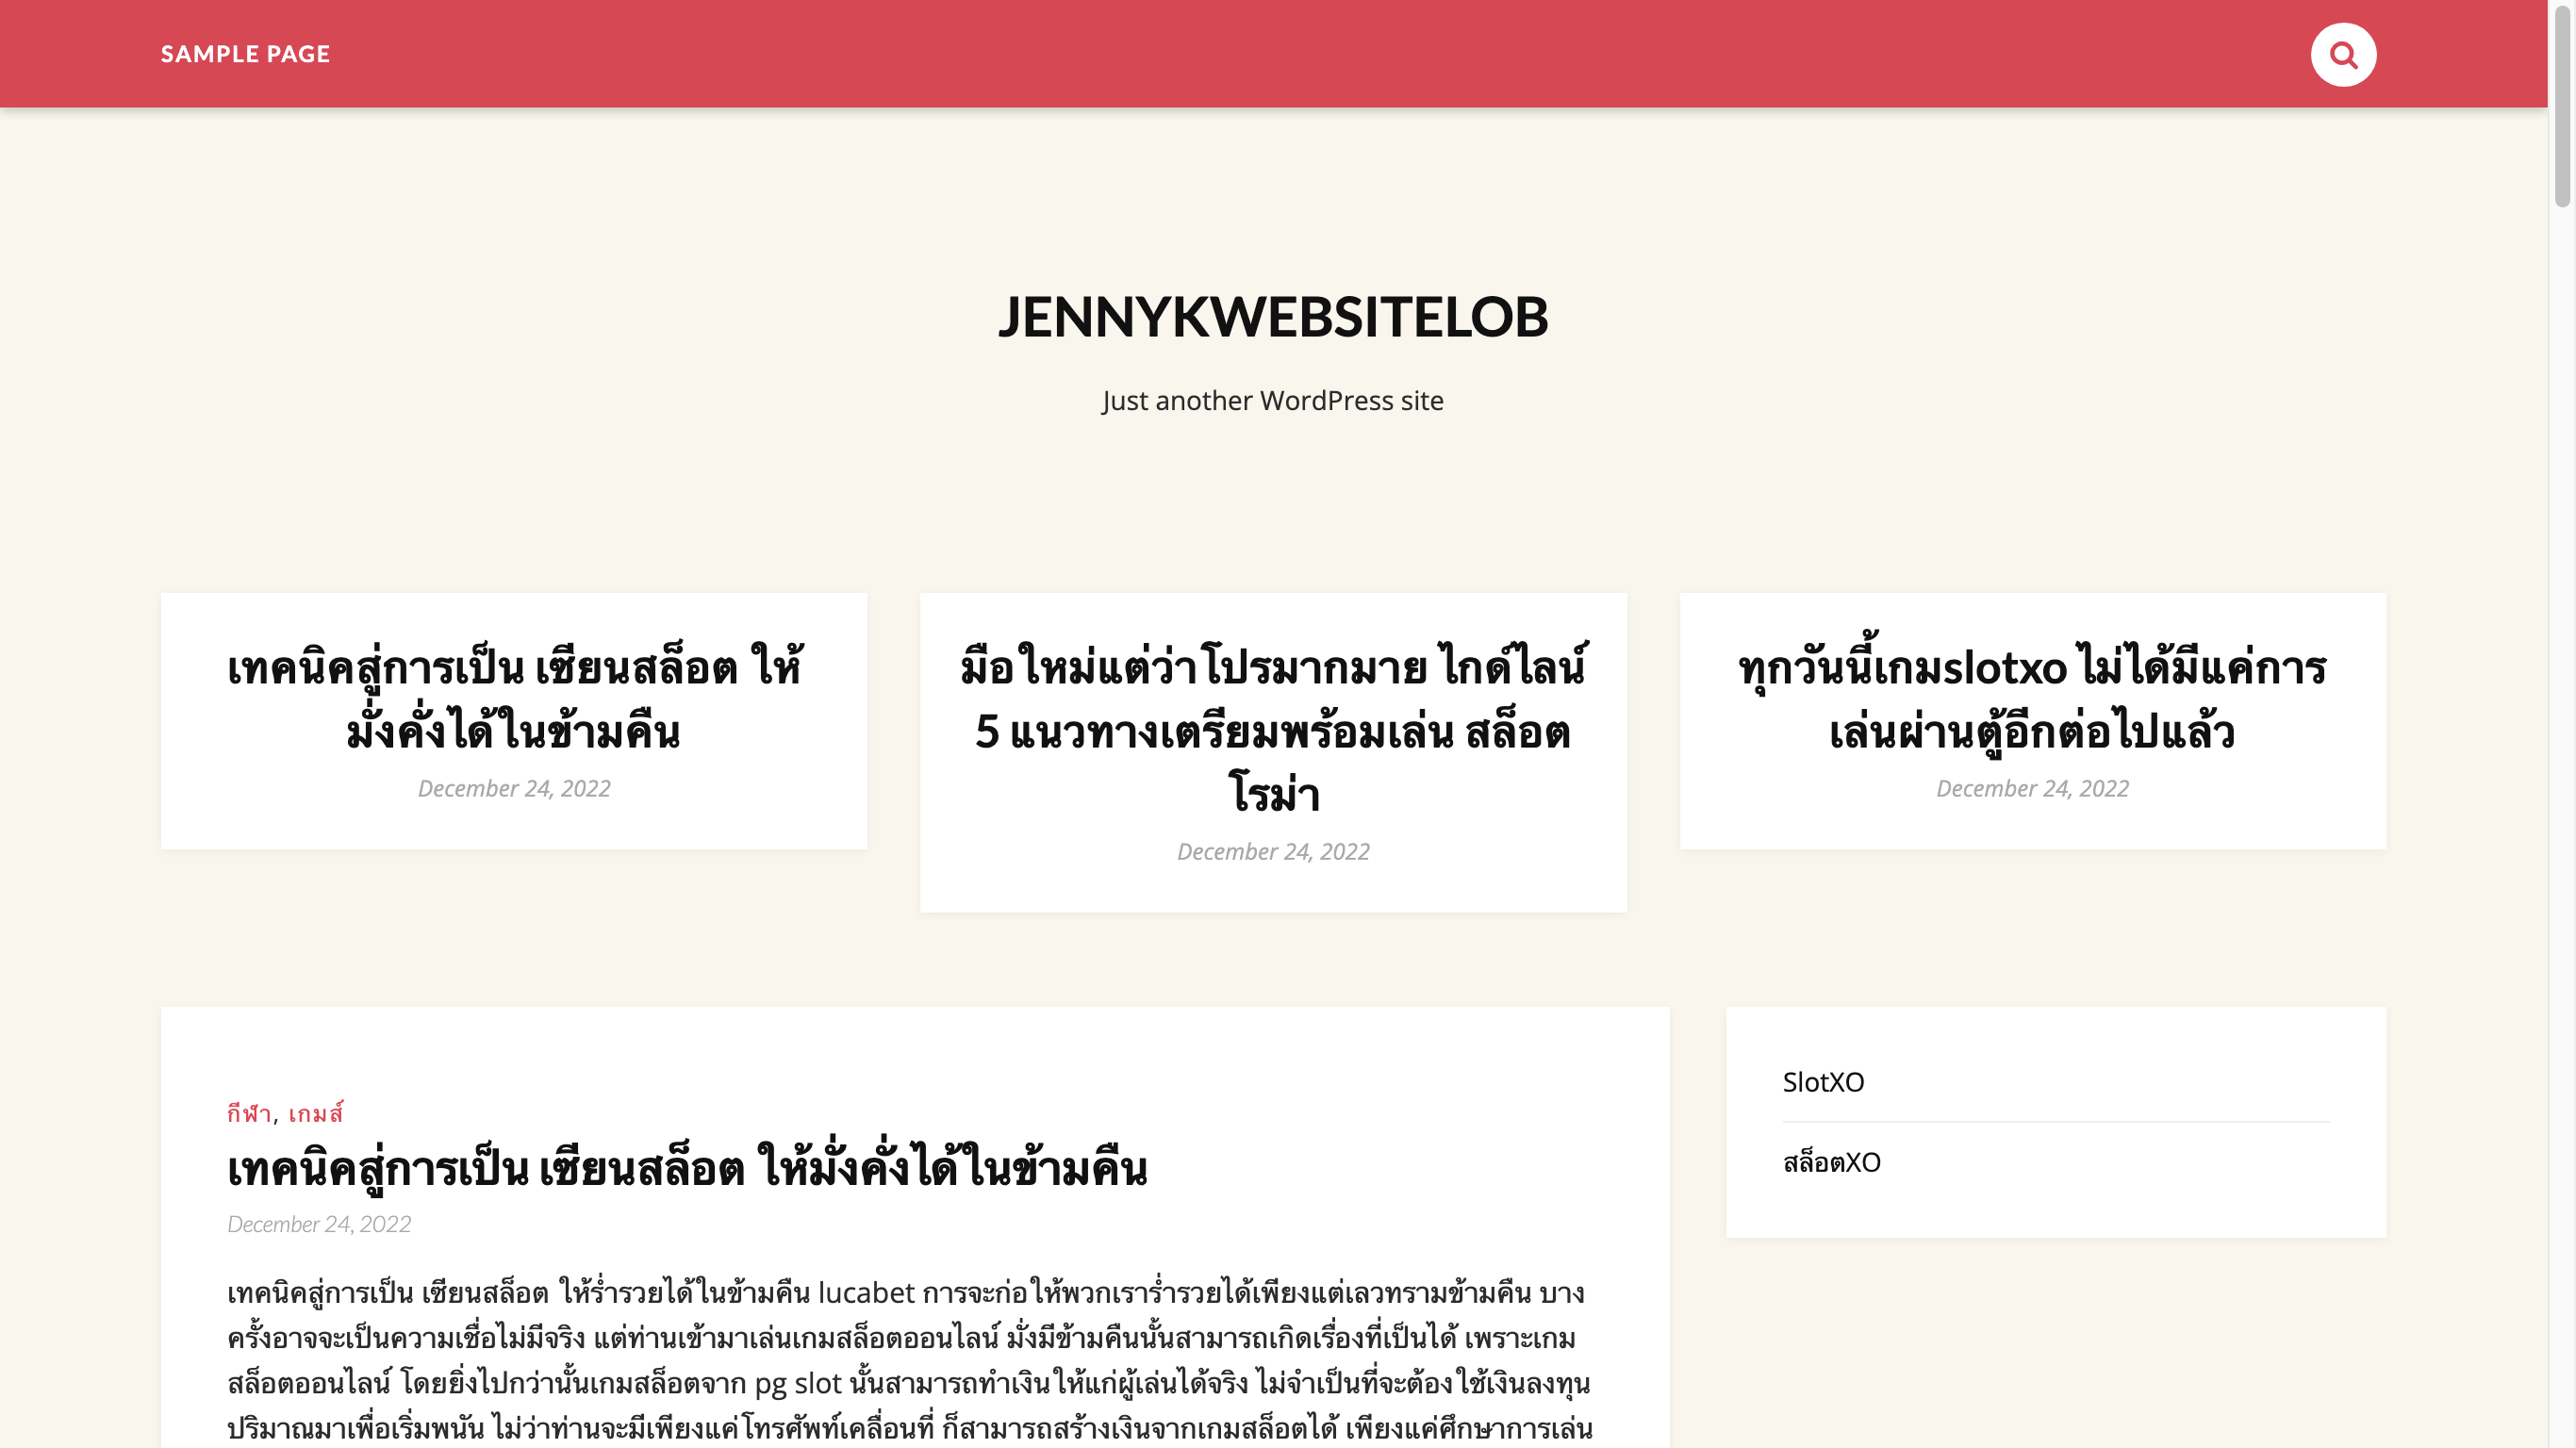 SAMPLE PAGE
JENNYKWEBSITELOB
Just another WordPress site
เทคนิคสู่การเป็น เซียนสล็อต ให้
มั่งคั่งได้ในข้ามคืน
December 24, 2022
มือใหม่แต่ว่าโปรมากมาย ไกด์ไลน์
5 แนวทางเตรียมพร้อมเล่น สล็อต
โรม่า
December 24, 2022
ทุกวันนี้เกมslotxo ไม่ได้มีแค่การ
เล่นผ่านตู้อีกต่อไปแล้ว
December 24, 2022
กีฬา, เกมส์
เทคนิคสู่การเป็น เซียนสล็อต ให้มั่งคั่งได้ในข้ามคืน
December 24, 2022
เทคนิคสู่การเป็น เซียนสล็อต ให้ร่ำรวยได้ในข้ามคืน lucabet การจะก่อให้พวกเราร่ำรวยได้เพียงแต่เลวทรามข้ามคืน บาง
ครั้งอาจจะเป็นความเชื่อไม่มีจริง แต่ท่านเข้ามาเล่นเกมสล็อตออนไลน์ มั่งมีข้ามคืนนั้นสามารถเกิดเรื่องที่เป็นได้ เพราะเกม
สล็อตออนไลน์ โดยยิ่งไปกว่านั้นเกมสล็อตจาก pg slot นั้นสามารถทำเงินให้แก่ผู้เล่นได้จริง ไม่จำเป็นที่จะต้องใช้เงินลงทุน
ปริมาณมาเพื่อเริ่มพนัน ไม่ว่าท่านจะมีเพียงแค่โทรศัพท์เคลื่อนที่ ก็สามารถสร้างเงินจากเกมสล็อตได้ เพียงแค่ศึกษาการเล่น
SlotXO
สล็อตXO